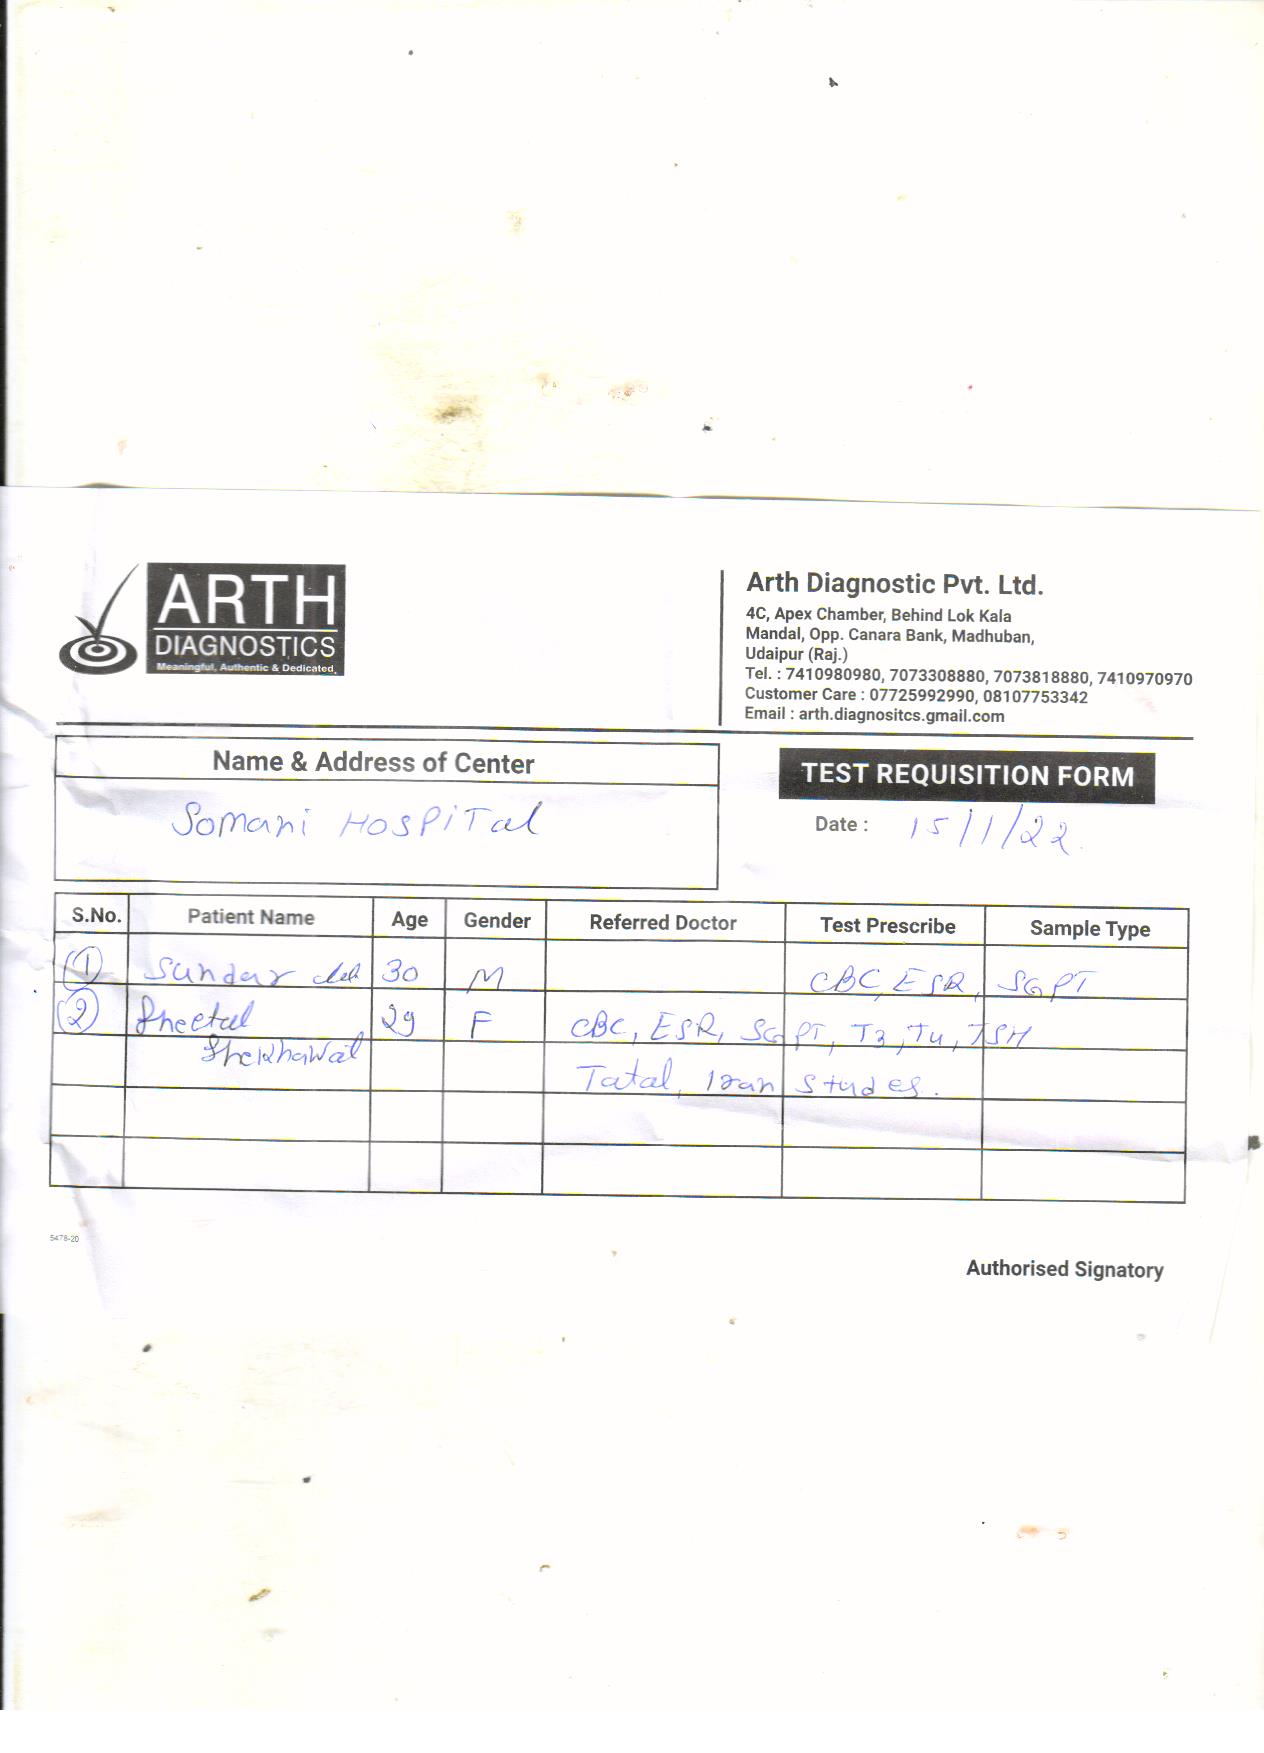 ARTH
DIAGNOSTICS
Meaningful, Authentic & Dedicated.
Arth Diagnostic Pvt. Ltd.
4C, Apex Chamber, Behind Lok Kala
Mandal, Opp. Canara Bank, Madhuban,
Udaipur (Raj.)
Tel. : 7410980980, 7073308880, 7073818880, 7410970970
Customer Care : 07725992990, 08107753342
Email : arth.diagnositcs.gmail.com
Name & Address of Center
TEST REQUISITION FORM
Somani HOSPITal
Date : 15/1/22.
S.No. Patient Name Age Gender Referred Doctor Test Prescribe Sample Type
(1) Sundar 30 M CBC, ESR, SGPT
(2) Sheetal 29 F CBC, ESR, SGPT, T3, T4, TSH
Shekhawat
Tatal, Iran Studes.
5478-20
Authorised Signatory